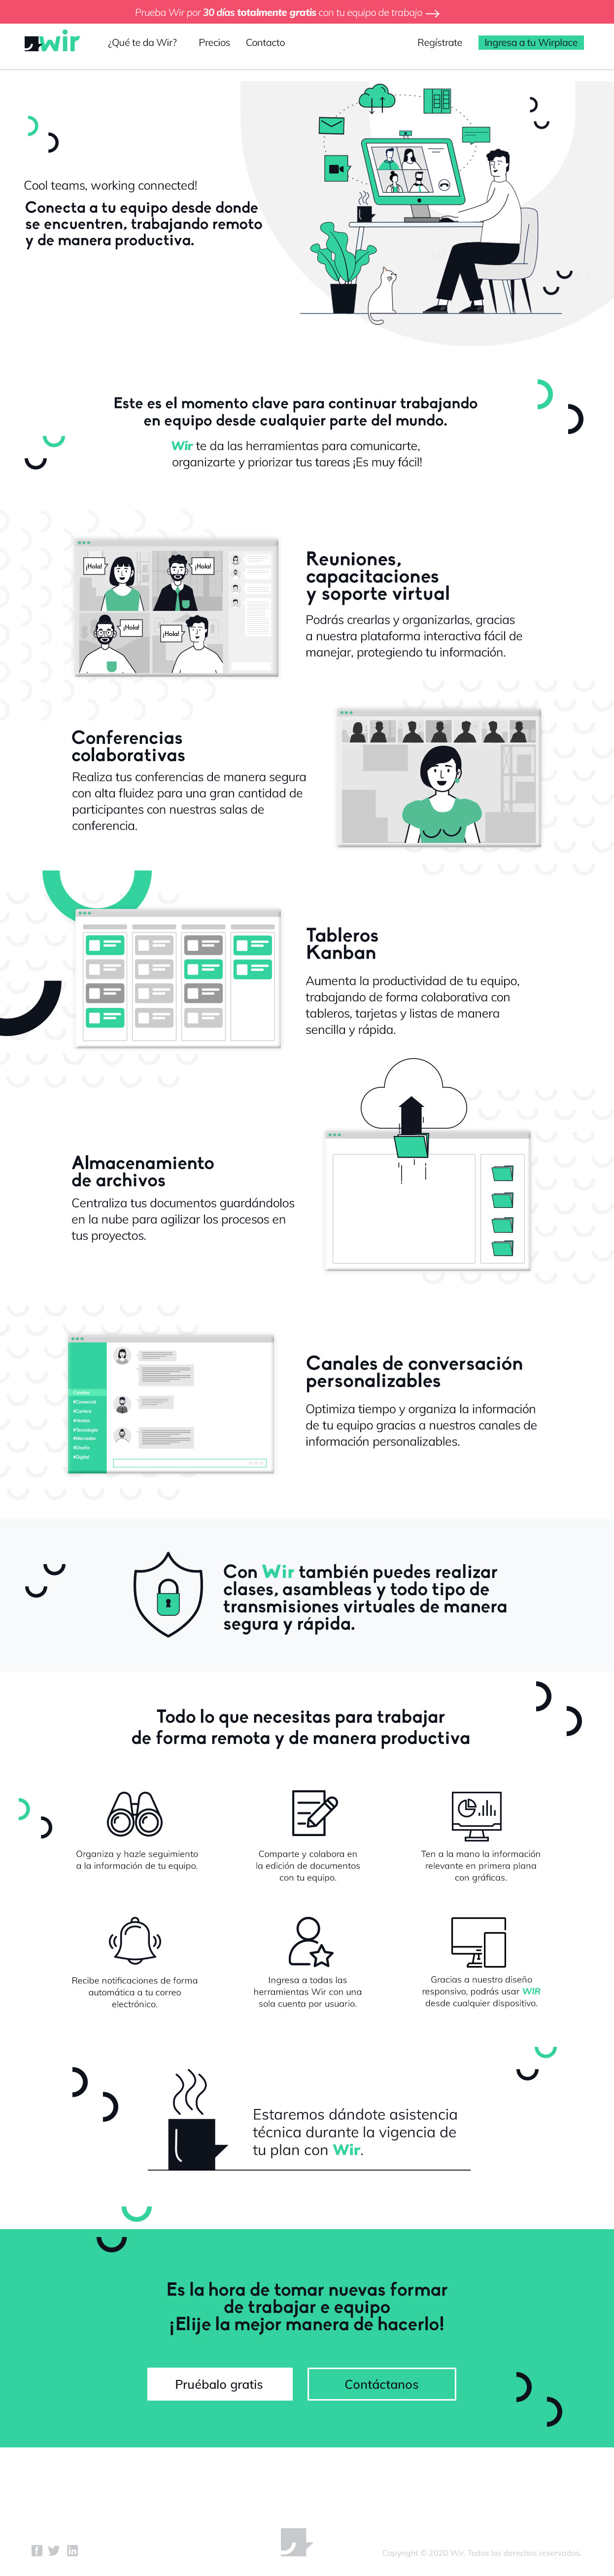 Prueba Wir por 30 días totalmente gratis con tu equipo de trabajo
wir
¿Qué te da Wir?
Precios
Contacto
Regístrate
Ingresa a tu Wirplace
Cool teams, working connected!
Conecta a tu equipo desde donde
se encuentren, trabajando remoto
y de manera productiva.
Este es el momento clave para continuar trabajando
en equipo desde cualquier parte del mundo.
Wir te da las herramientas para comunicarte,
organizarte y priorizar tus tareas ¡Es muy fácil!
¡Hola!
¡Hola!
¡Hola!
¡Hola!
Reuniones,
capacitaciones
y soporte virtual
Podrás crearlas y organizarlas, gracias
a nuestra plataforma interactiva fácil de
manejar, protegiendo tu información.
Conferencias
colaborativas
Realiza tus conferencias de manera segura
con alta fluidez para una gran cantidad de
participantes con nuestras salas de
conferencia.
Tableros
Kanban
Aumenta la productividad de tu equipo,
trabajando de forma colaborativa con
tableros, tarjetas y listas de manera
sencilla y rápida.
Almacenamiento
de archivos
Centraliza tus documentos guardándolos
en la nube para agilizar los procesos en
tus proyectos.
Canales
#Comercial
#Cartera
#Ventas
#Tecnología
#Mercadeo
#Diseño
#Digital
Canales de conversación
personalizables
Optimiza tiempo y organiza la información
de tu equipo gracias a nuestros canales de
información personalizables.
Con Wir también puedes realizar
clases, asambleas y todo tipo de
transmisiones virtuales de manera
segura y rápida.
Todo lo que necesitas para trabajar
de forma remota y de manera productiva
Organiza y hazle seguimiento
a la información de tu equipo.
Comparte y colabora en
la edición de documentos
con tu equipo.
Ten a la mano la información
relevante en primera plana
con gráficas.
Recibe notificaciones de forma
automática a tu correo
electrónico.
Ingresa a todas las
herramientas Wir con una
sola cuenta por usuario.
Gracias a nuestro diseño
responsivo, podrás usar WIR
desde cualquier dispositivo.
Estaremos dándote asistencia
técnica durante la vigencia de
tu plan con Wir.
Es la hora de tomar nuevas formar
de trabajar e equipo
¡Elije la mejor manera de hacerlo!
Pruébalo gratis
Contáctanos
Copyright © 2020 Wir. Todos los derechos reservados.